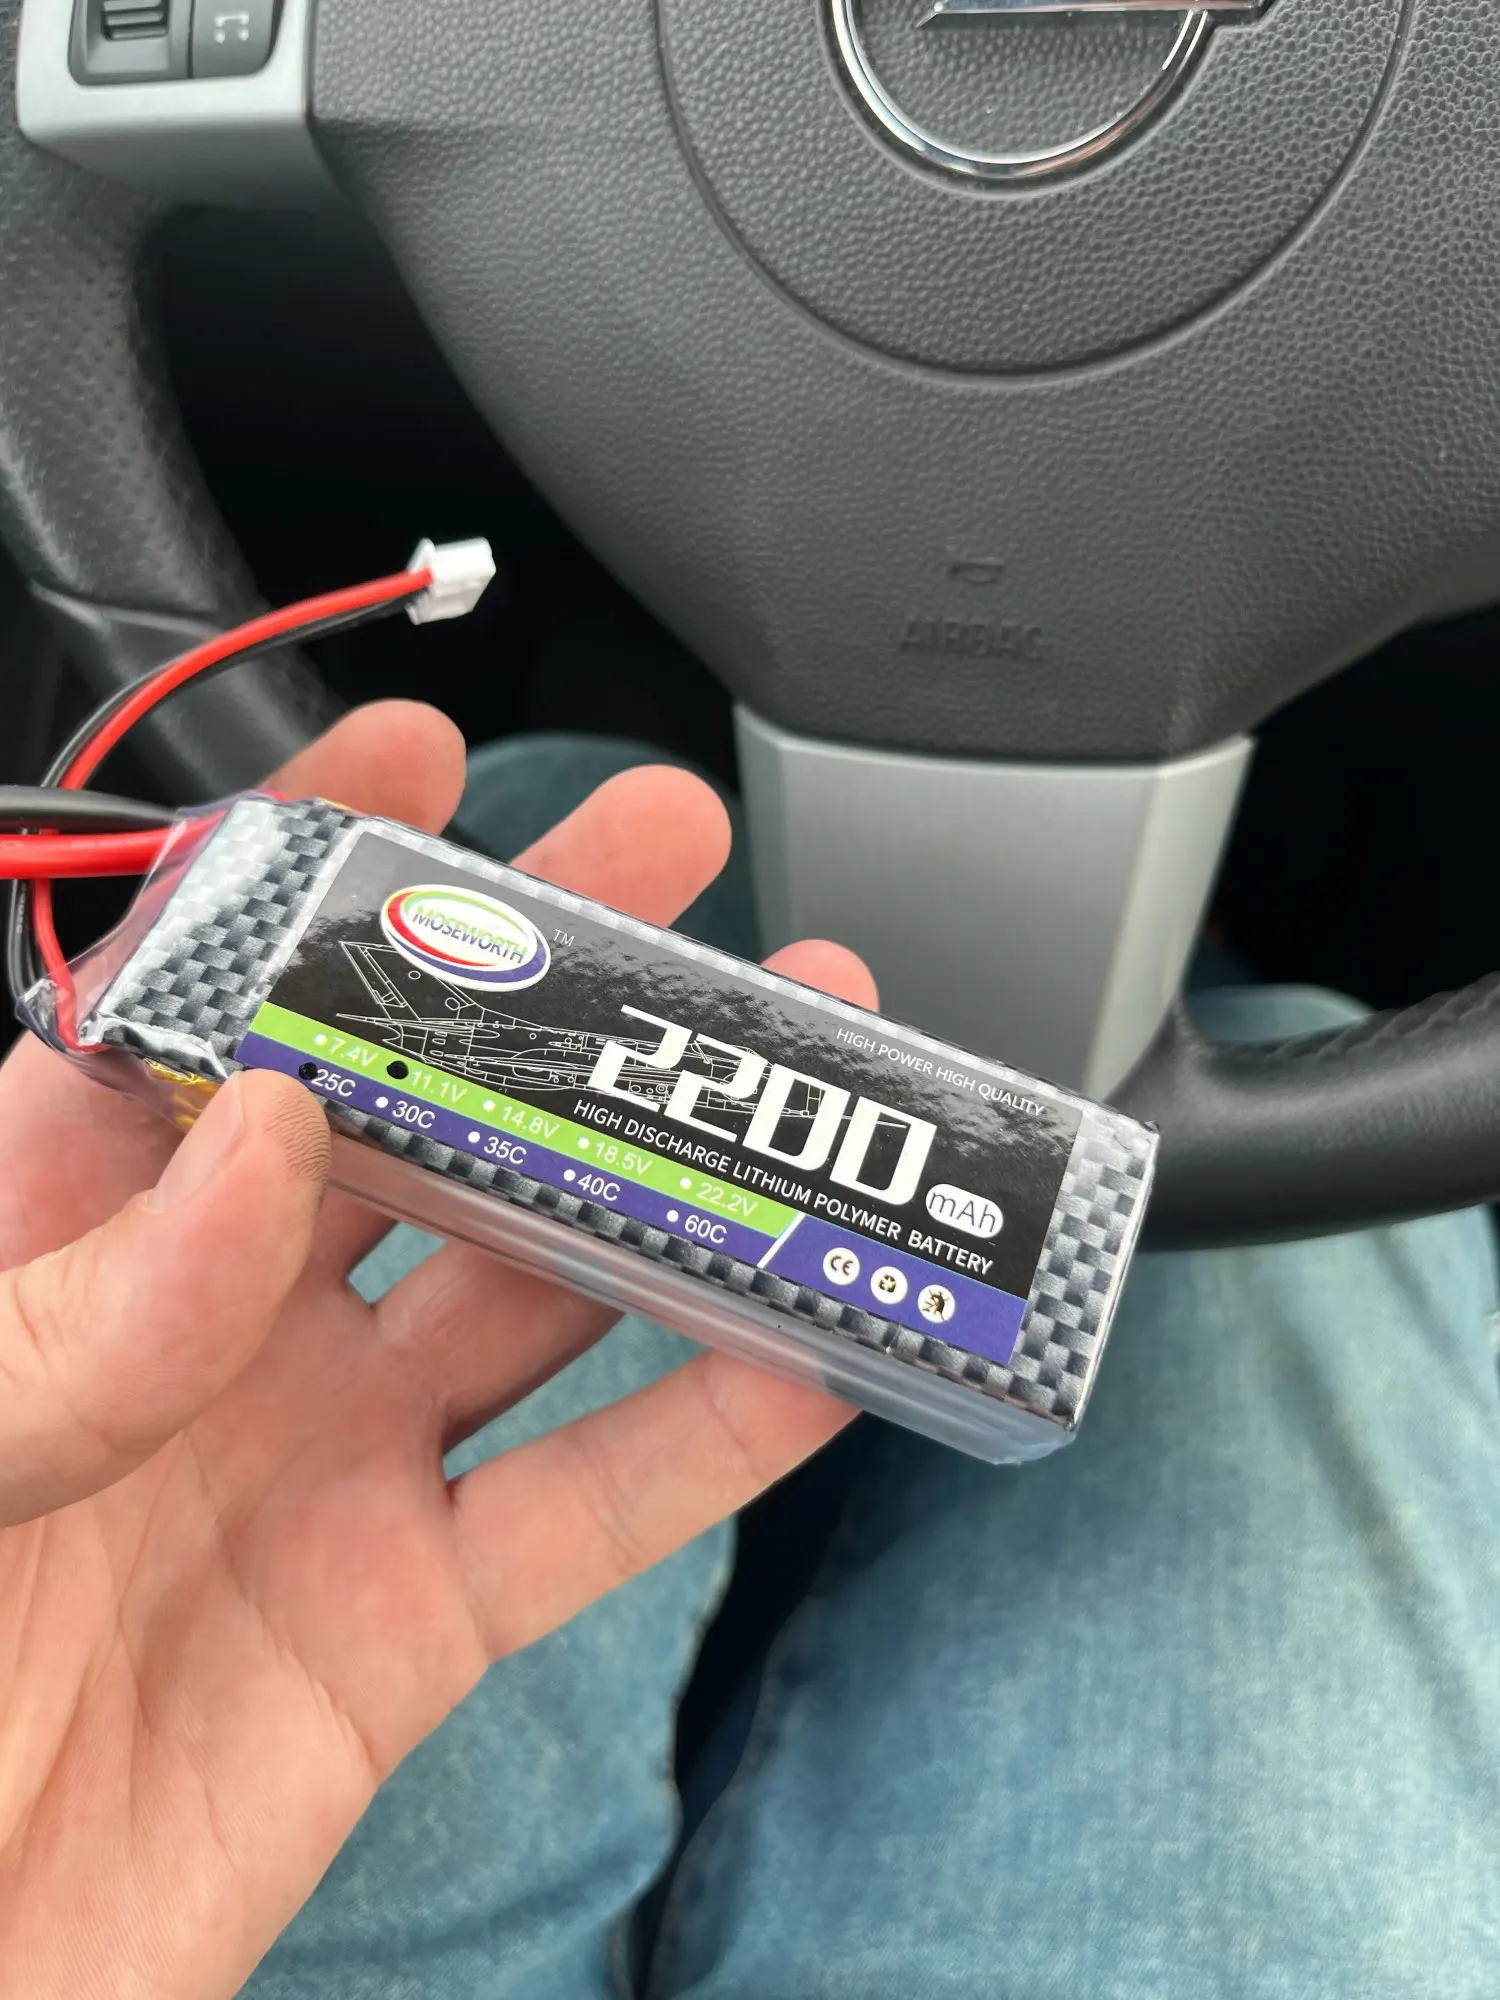 AIRBAG
MOSEWORTH
TM
HIGH POWER HIGH QUALITY
2200
mAh
HIGH DISCHARGE LITHIUM POLYMER BATTERY
7.4V 11.1V 14.8V 18.5V 22.2V
25C 30C 35C 40C 60C
CE